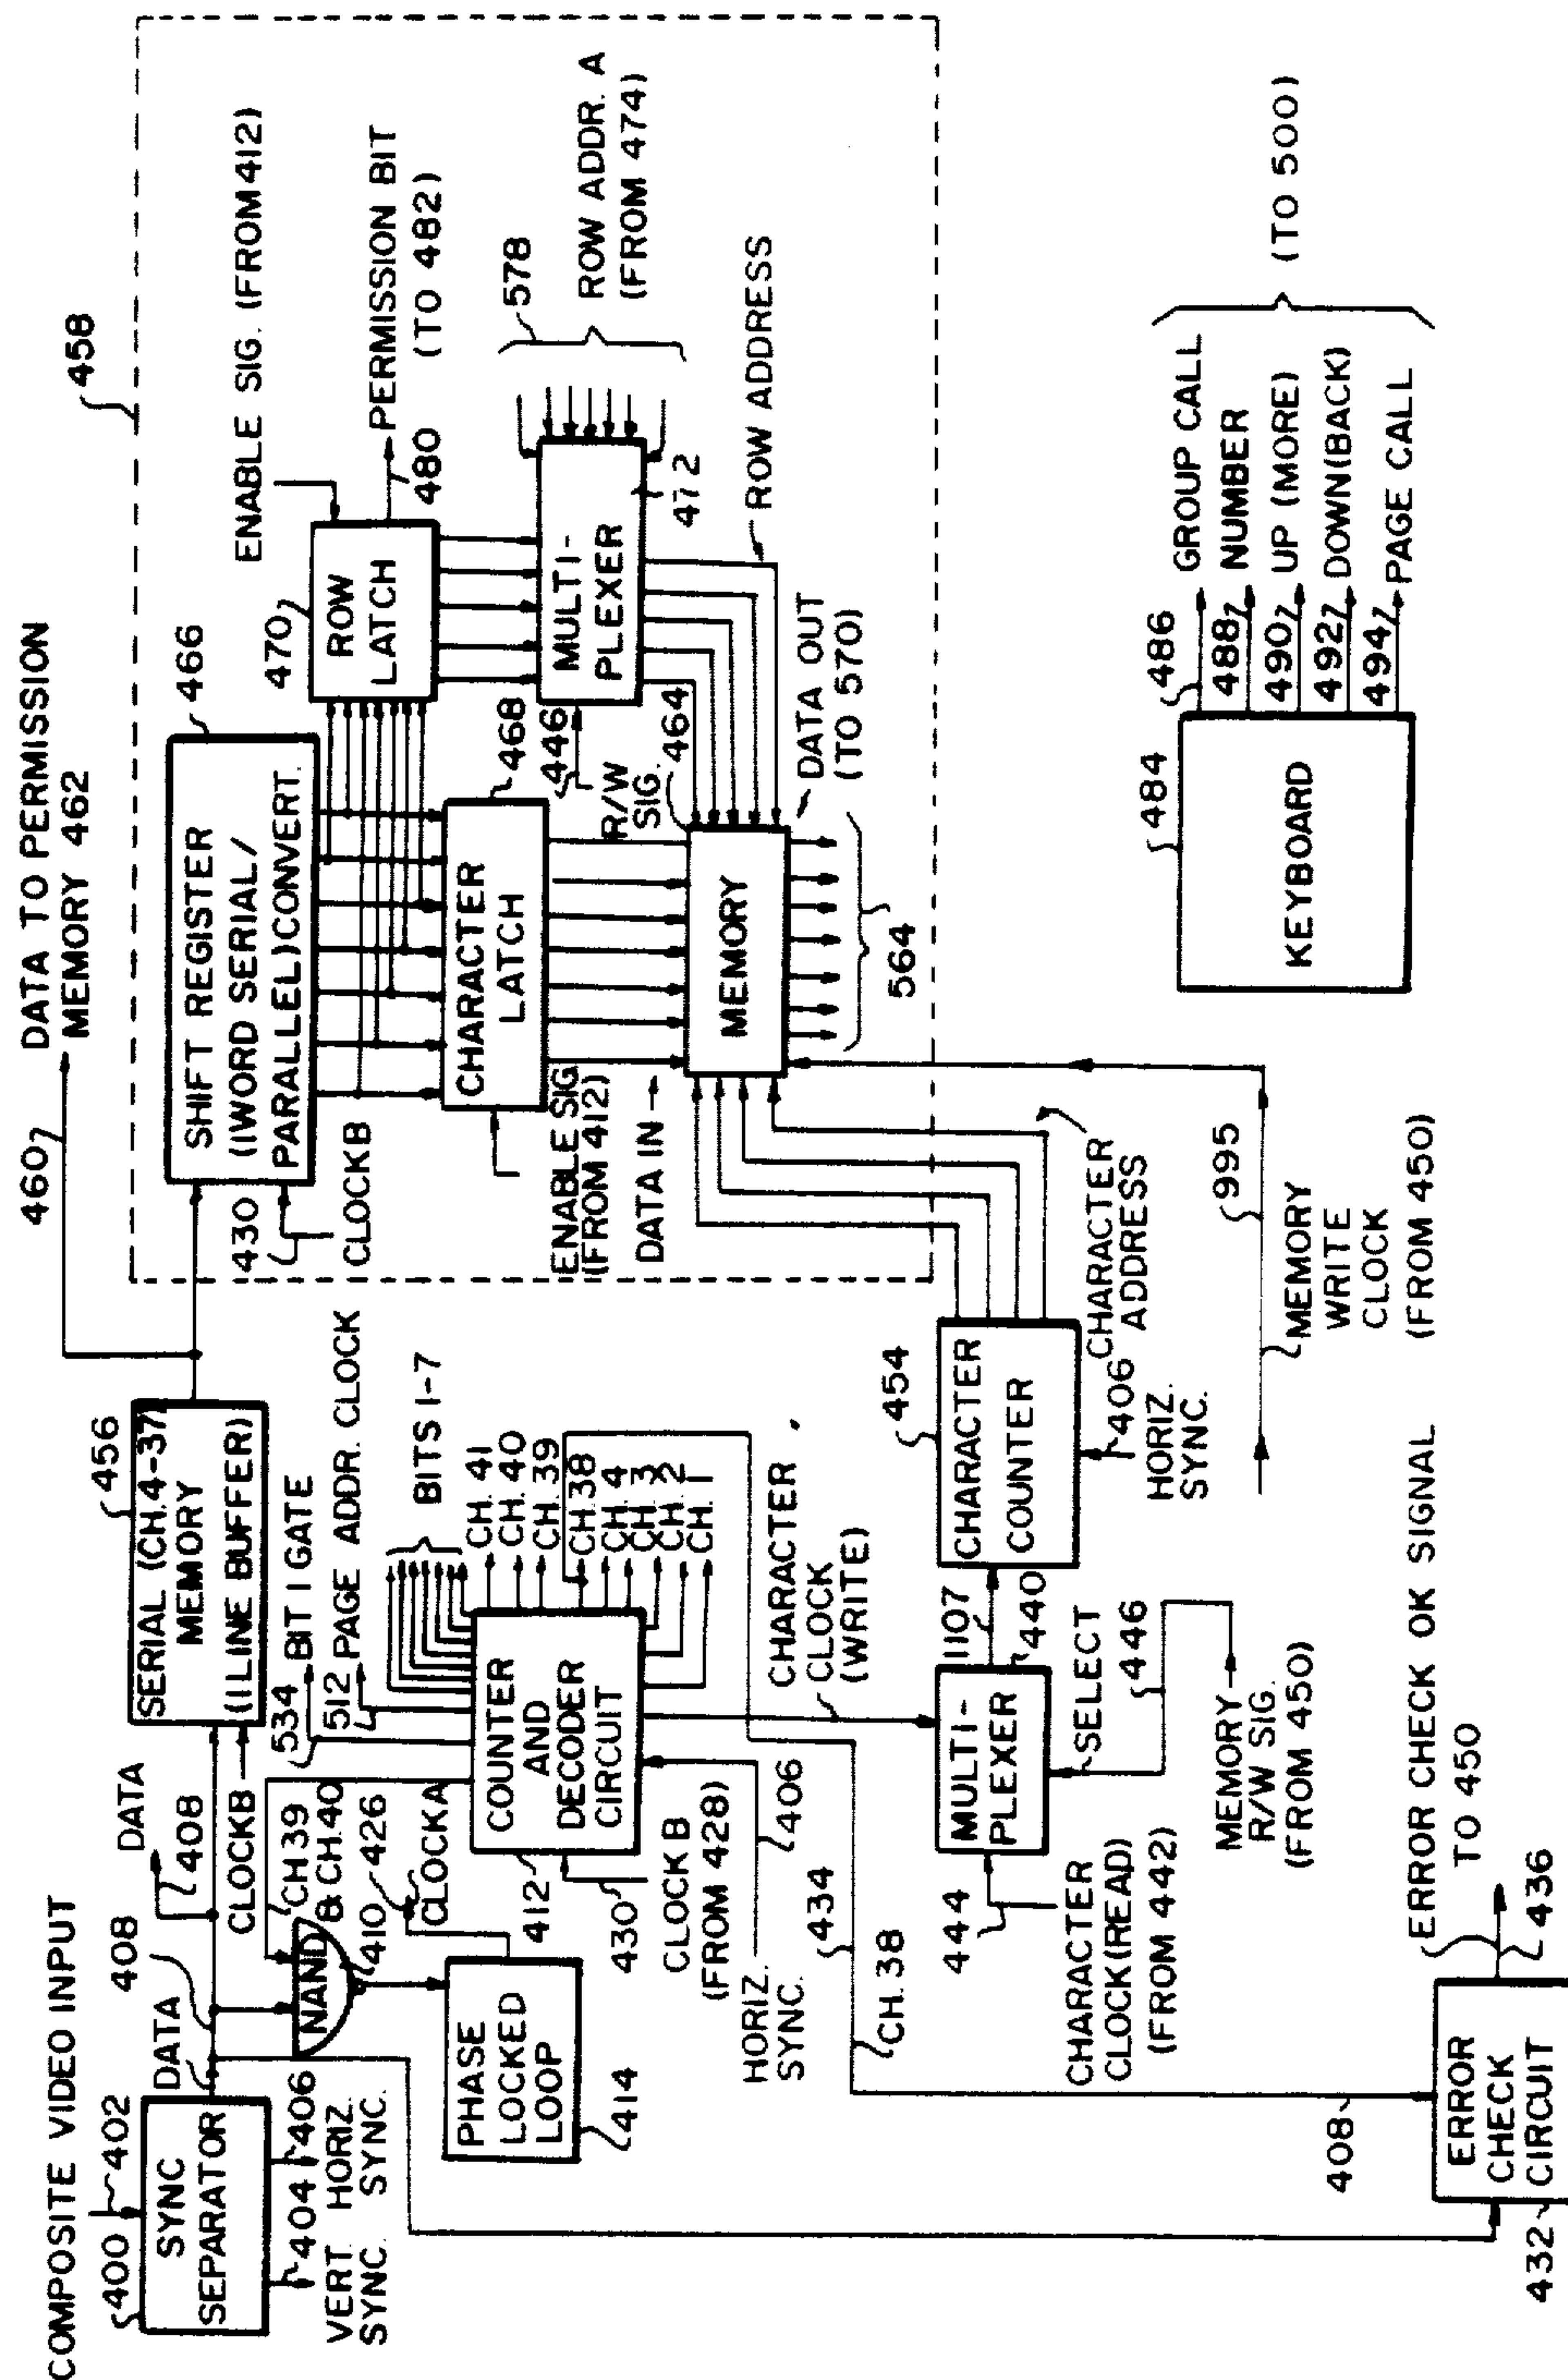 COMPOSITE VIDEO INPUT
400
402
SYNC
SEPARATOR
404
406
VERT. HORIZ.
SYNC. SYNC.
DATA
408
DATA
408
CLOCKB
CH 39
& CH.40
NAND
410
426
CLOCKA
PHASE
LOCKED
LOOP
414
456
SERIAL (CH.4-37)
MEMORY
(1 LINE BUFFER)
534
BIT 1 GATE
512
PAGE ADDR. CLOCK
BITS 1-7
CH. 41
CH. 40
CH. 39
CH.38
CH. 4
CH. 3
CH. 2
CH. 1
COUNTER
AND
DECODER
CIRCUIT
412
430
CLOCK B
(FROM 428)
HORIZ.
SYNC.
406
434
CH.38
CHARACTER
CLOCK
(WRITE)
460
DATA TO PERMISSION
MEMORY 462
458
466
SHIFT REGISTER
(1WORD SERIAL/
PARALLEL)CONVERT.
430
CLOCKB
470
ROW
LATCH
ENABLE SIG. (FROM 412)
PERMISSION BIT
480 (TO 482)
468
CHARACTER
LATCH
ENABLE SIG
(FROM 412)
DATA IN
446
R/W
SIG.
MULTI-
PLEXER
472
578
ROW ADDR. A
(FROM 474)
ROW ADDRESS
464
MEMORY
DATA OUT
(TO 570)
564
444
MULTI-
PLEXER
1107
440
SELECT
446
CHARACTER
CLOCK(READ)
(FROM 442)
MEMORY
R/W SIG.
(FROM 450)
454
CHARACTER
COUNTER
406
HORIZ.
SYNC.
CHARACTER
ADDRESS
995
MEMORY
WRITE
CLOCK
(FROM 450)
484
KEYBOARD
486
GROUP CALL
488
NUMBER
490
UP (MORE)
492
DOWN(BACK)
494
PAGE CALL
(TO 500)
408
ERROR
CHECK
CIRCUIT
432
ERROR CHECK OK SIGNAL
TO 450
436